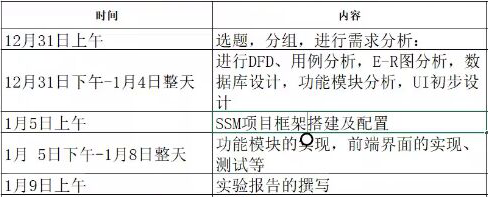 时间 内容
12月31日上午 选题，分组，进行需求分析：
12月31日下午-1月4日整天 进行DFD、用例分析，E-R图分析，数
据库设计，功能模块分析，UI初步设
计
1月5日上午 SSM项目框架搭建及配置
1月 5日下午-1月8日整天 功能模块的实现，前端界面的实现、
测试等
1月9日上午 实验报告的撰写